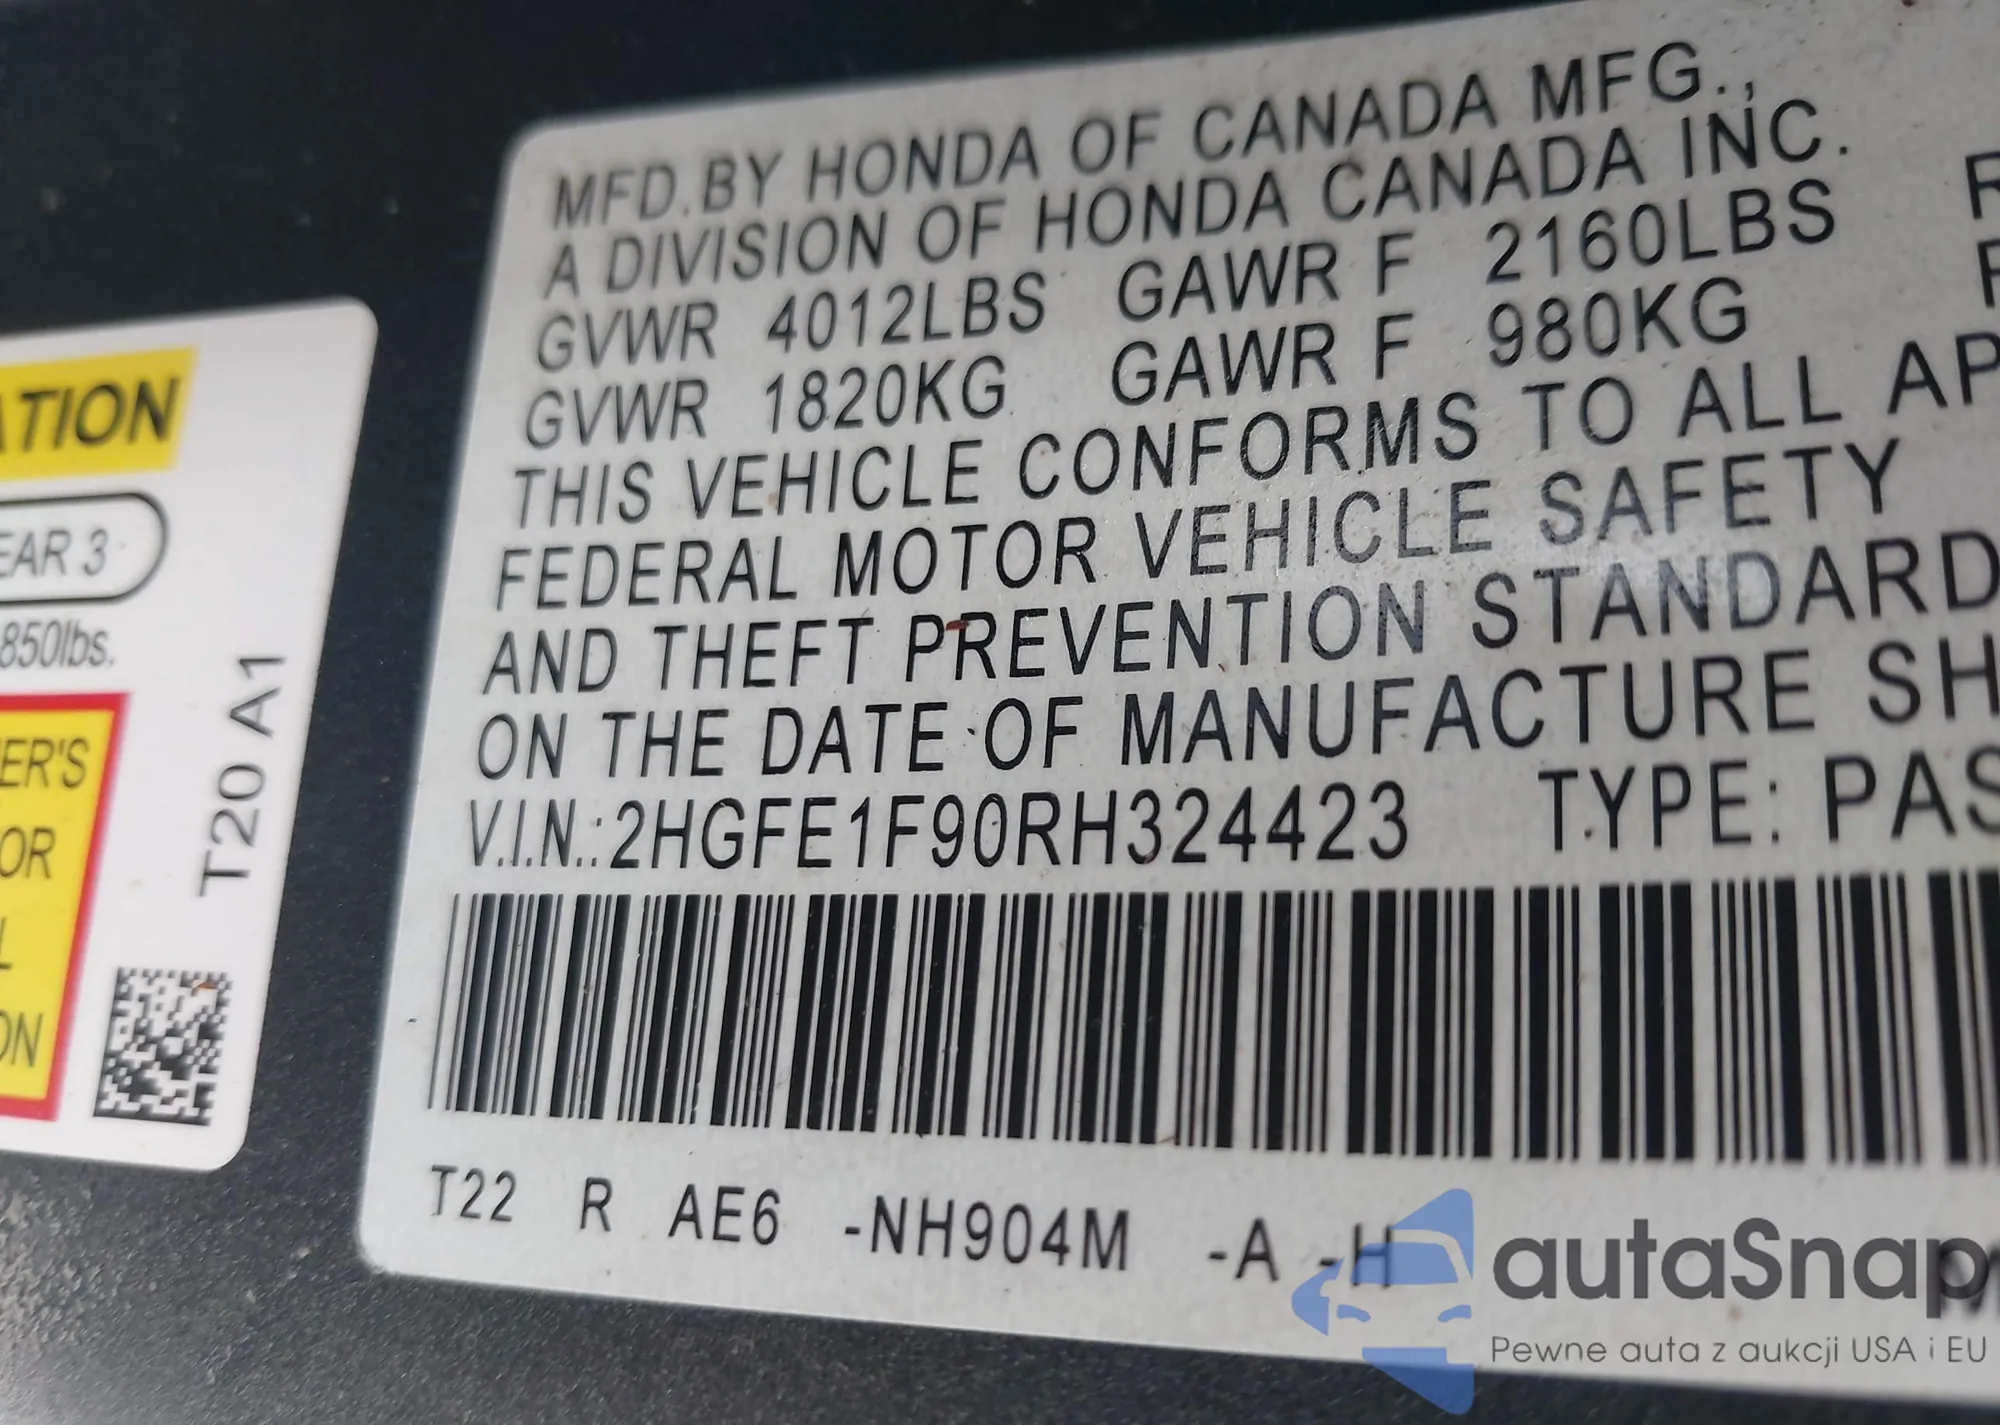 MFD.BY HONDA OF CANADA MFG.,
A DIVISION OF HONDA CANADA INC.
GVWR 4012LBS GAWR F 2160LBS R
GVWR 1820KG GAWR F 980KG
THIS VEHICLE CONFORMS TO ALL AP
FEDERAL MOTOR VEHICLE SAFETY
AND THEFT PREVENTION STANDARD
ON THE DATE OF MANUFACTURE SH
V.I.N.:2HGFE1F90RH324423 TYPE: PAS
T22 R AE6 -NH904M -A -H
ATION
EAR 3
850lbs.
ER'S
OR
L
ON
T20 A1
autaSnap
Pewne auta z aukcji USA i EU